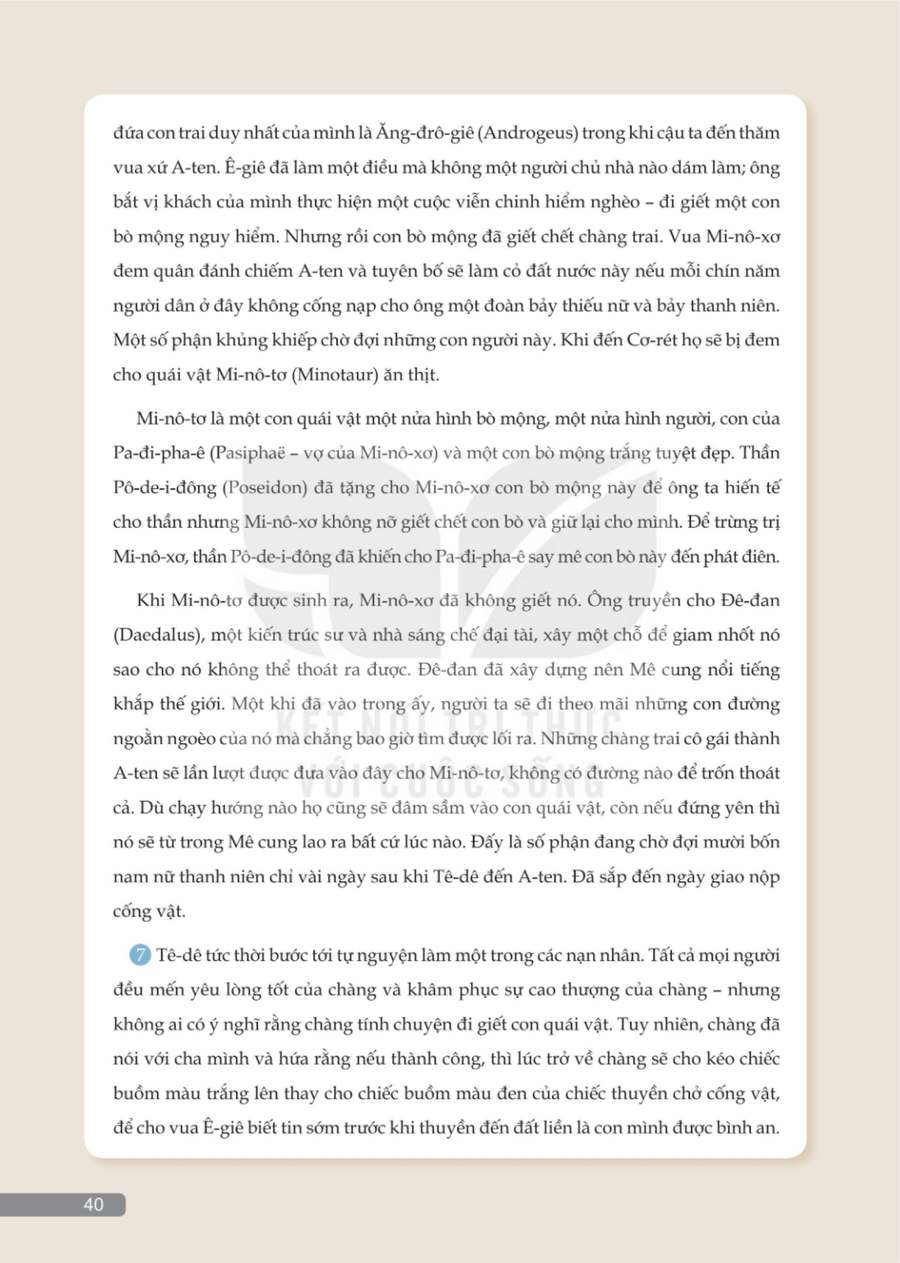 đứa con trai duy nhất của mình là Ăng-đrô-giê (Androgeus) trong khi cậu ta đến thăm
vua xứ A-ten. Ê-giê đã làm một điều mà không một người chủ nhà nào dám làm; ông
bắt vị khách của mình thực hiện một cuộc viễn chinh hiểm nghèo – đi giết một con
bò mộng nguy hiểm. Nhưng rồi con bò mộng đã giết chết chàng trai. Vua Mi-nô-xơ
đem quân đánh chiếm A-ten và tuyên bố sẽ làm cỏ đất nước này nếu mỗi chín năm
người dân ở đây không cống nạp cho ông một đoàn bảy thiếu nữ và bảy thanh niên.
Một số phận khủng khiếp chờ đợi những con người này. Khi đến Cơ-rét họ sẽ bị đem
cho quái vật Mi-nô-tơ (Minotaur) ăn thịt.
Mi-nô-tơ là một con quái vật một nửa hình bò mộng, một nửa hình người, con của
Pa-đi-pha-ê (Pasiphaë – vợ của Mi-nô-xơ) và một con bò mộng trắng tuyệt đẹp. Thần
Pô-de-i-đông (Poseidon) đã tặng cho Mi-nô-xơ con bò mộng này để ông ta hiến tế
cho thần nhưng Mi-nô-xơ không nỡ giết chết con bò và giữ lại cho mình. Để trừng trị
Mi-nô-xơ, thần Pô-de-i-đông đã khiến cho Pa-đi-pha-ê say mê con bò này đến phát điên.
Khi Mi-nô-tơ được sinh ra, Mi-nô-xơ đã không giết nó. Ông truyền cho Đê-đan
(Daedalus), một kiến trúc sư và nhà sáng chế đại tài, xây một chỗ để giam nhốt nó
sao cho nó không thể thoát ra được. Đê-đan đã xây dựng nên Mê cung nổi tiếng
khắp thế giới. Một khi đã vào trong ấy, người ta sẽ đi theo mãi những con đường
ngoằn ngoèo của nó mà chẳng bao giờ tìm được lối ra. Những chàng trai cô gái thành
A-ten sẽ lần lượt được đưa vào đây cho Mi-nô-tơ, không có đường nào để trốn thoát
cả. Dù chạy hướng nào họ cũng sẽ đâm sầm vào con quái vật, còn nếu đứng yên thì
nó sẽ từ trong Mê cung lao ra bất cứ lúc nào. Đấy là số phận đang chờ đợi mười bốn
nam nữ thanh niên chỉ vài ngày sau khi Tê-dê đến A-ten. Đã sắp đến ngày giao nộp
cống vật.
7 Tê-dê tức thời bước tới tự nguyện làm một trong các nạn nhân. Tất cả mọi người
đều mến yêu lòng tốt của chàng và khâm phục sự cao thượng của chàng – nhưng
không ai có ý nghĩ rằng chàng tính chuyện đi giết con quái vật. Tuy nhiên, chàng đã
nói với cha mình và hứa rằng nếu thành công, thì lúc trở về chàng sẽ cho kéo chiếc
buồm màu trắng lên thay cho chiếc buồm màu đen của chiếc thuyền chở cống vật,
để cho vua Ê-giê biết tin sớm trước khi thuyền đến đất liền là con mình được bình an.
KẾT NỐI TRI THỨC
VỚI CUỘC SỐNG
40